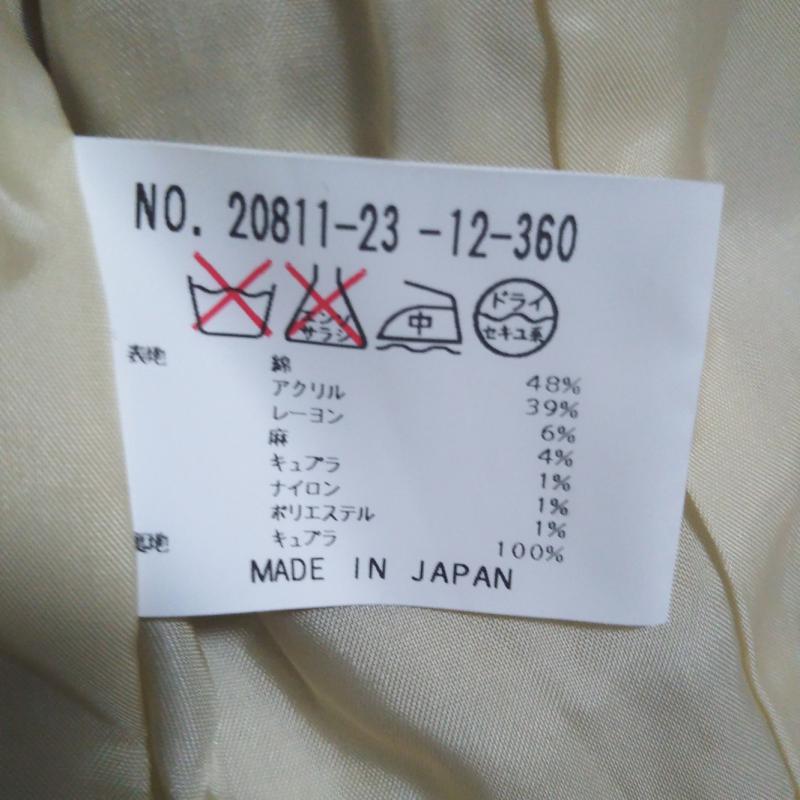 NO. 20811-23 -12-360
エンソ サラシ 中 ドライ セキユ系
表地 綿 48%
アクリル 39%
レーヨン 6%
麻 4%
キュプラ 1%
ナイロン 1%
ポリエステル 1%
裏地 キュプラ 100%
MADE IN JAPAN